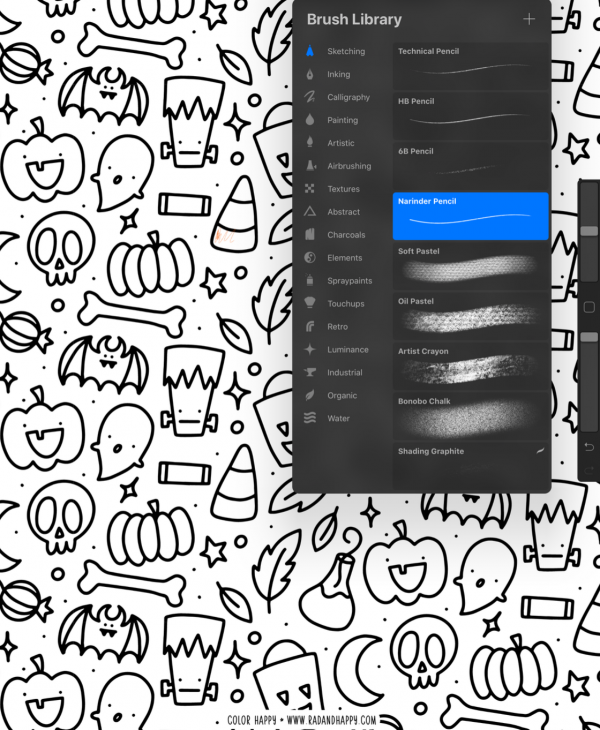 Brush Library
Sketching
Inking
Calligraphy
Painting
Artistic
Airbrushing
Textures
Abstract
Charcoals
Elements
Spraypaints
Touchups
Retro
Luminance
Industrial
Organic
Water
Technical Pencil
HB Pencil
6B Pencil
Narinder Pencil
Soft Pastel
Oil Pastel
Artist Crayon
Bonobo Chalk
Shading Graphite
COLOR HAPPY • WWW.RADANDHAPPY.COM